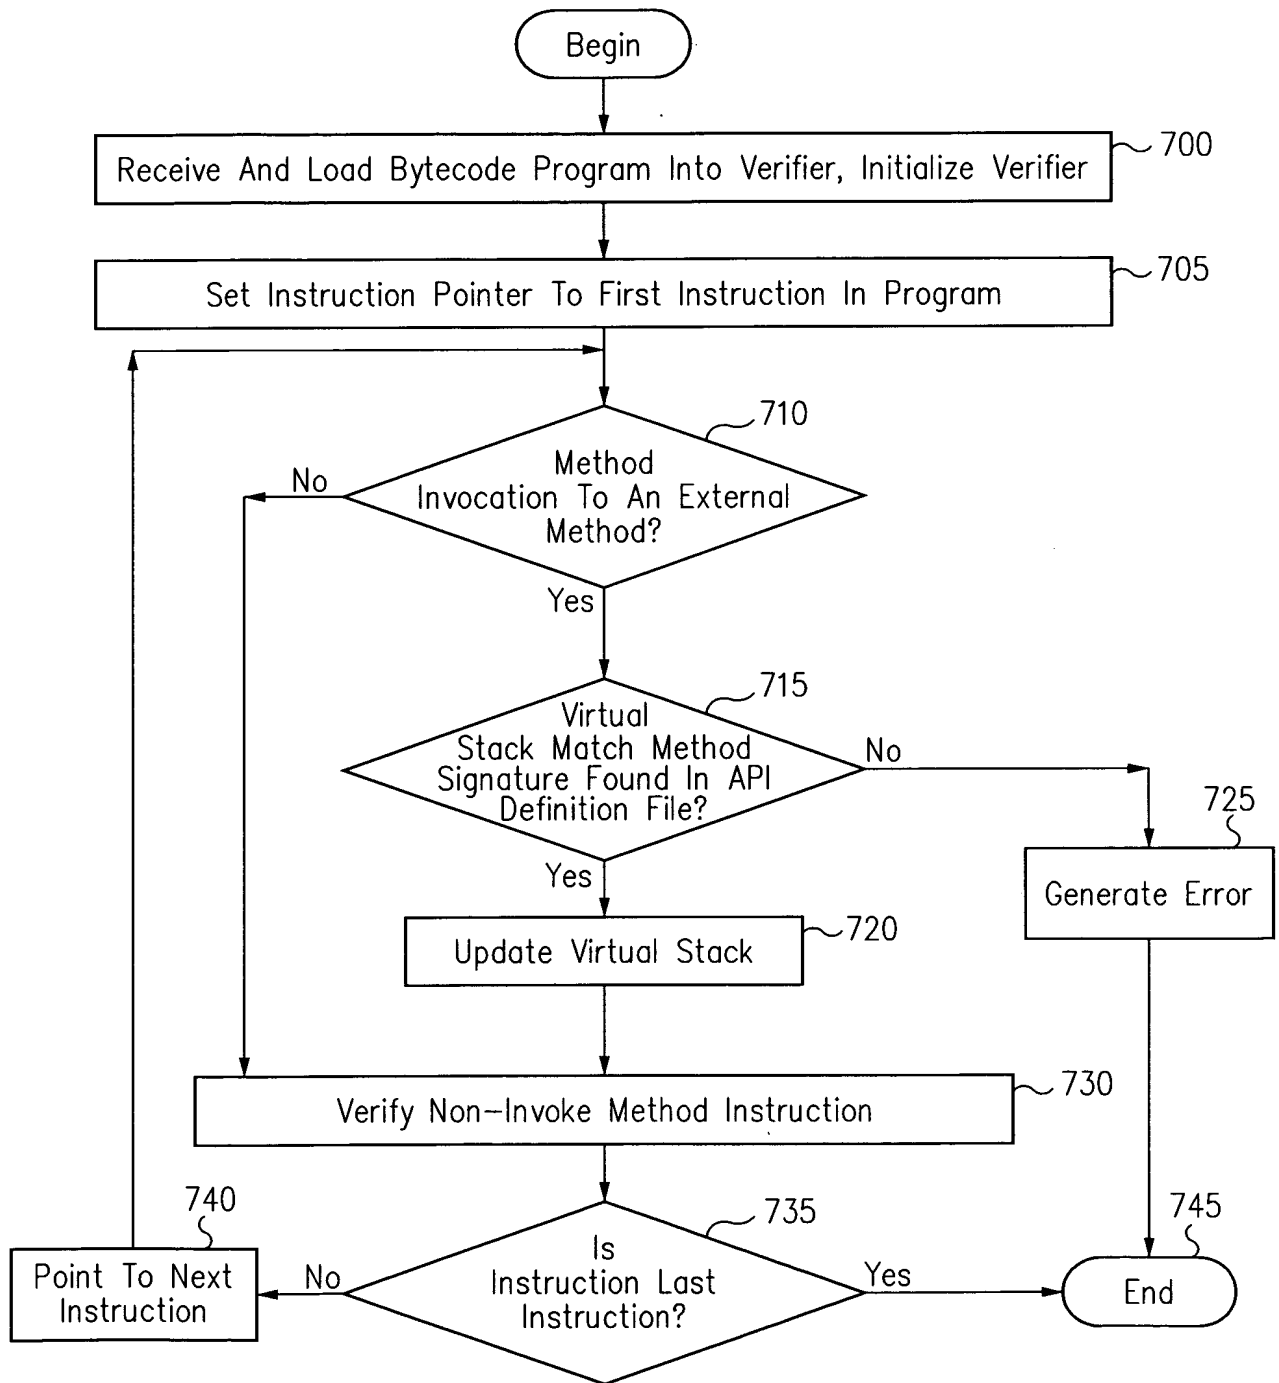 Begin
Receive And Load Bytecode Program Into Verifier, Initialize Verifier
700
Set Instruction Pointer To First Instruction In Program
705
710
Method
Invocation To An External
Method?
No
Yes
715
Virtual
Stack Match Method
Signature Found In API
Definition File?
No
Yes
725
Generate Error
Update Virtual Stack
720
Verify Non-Invoke Method Instruction
730
740
Point To Next
Instruction
No
735
Is
Instruction Last
Instruction?
Yes
745
End